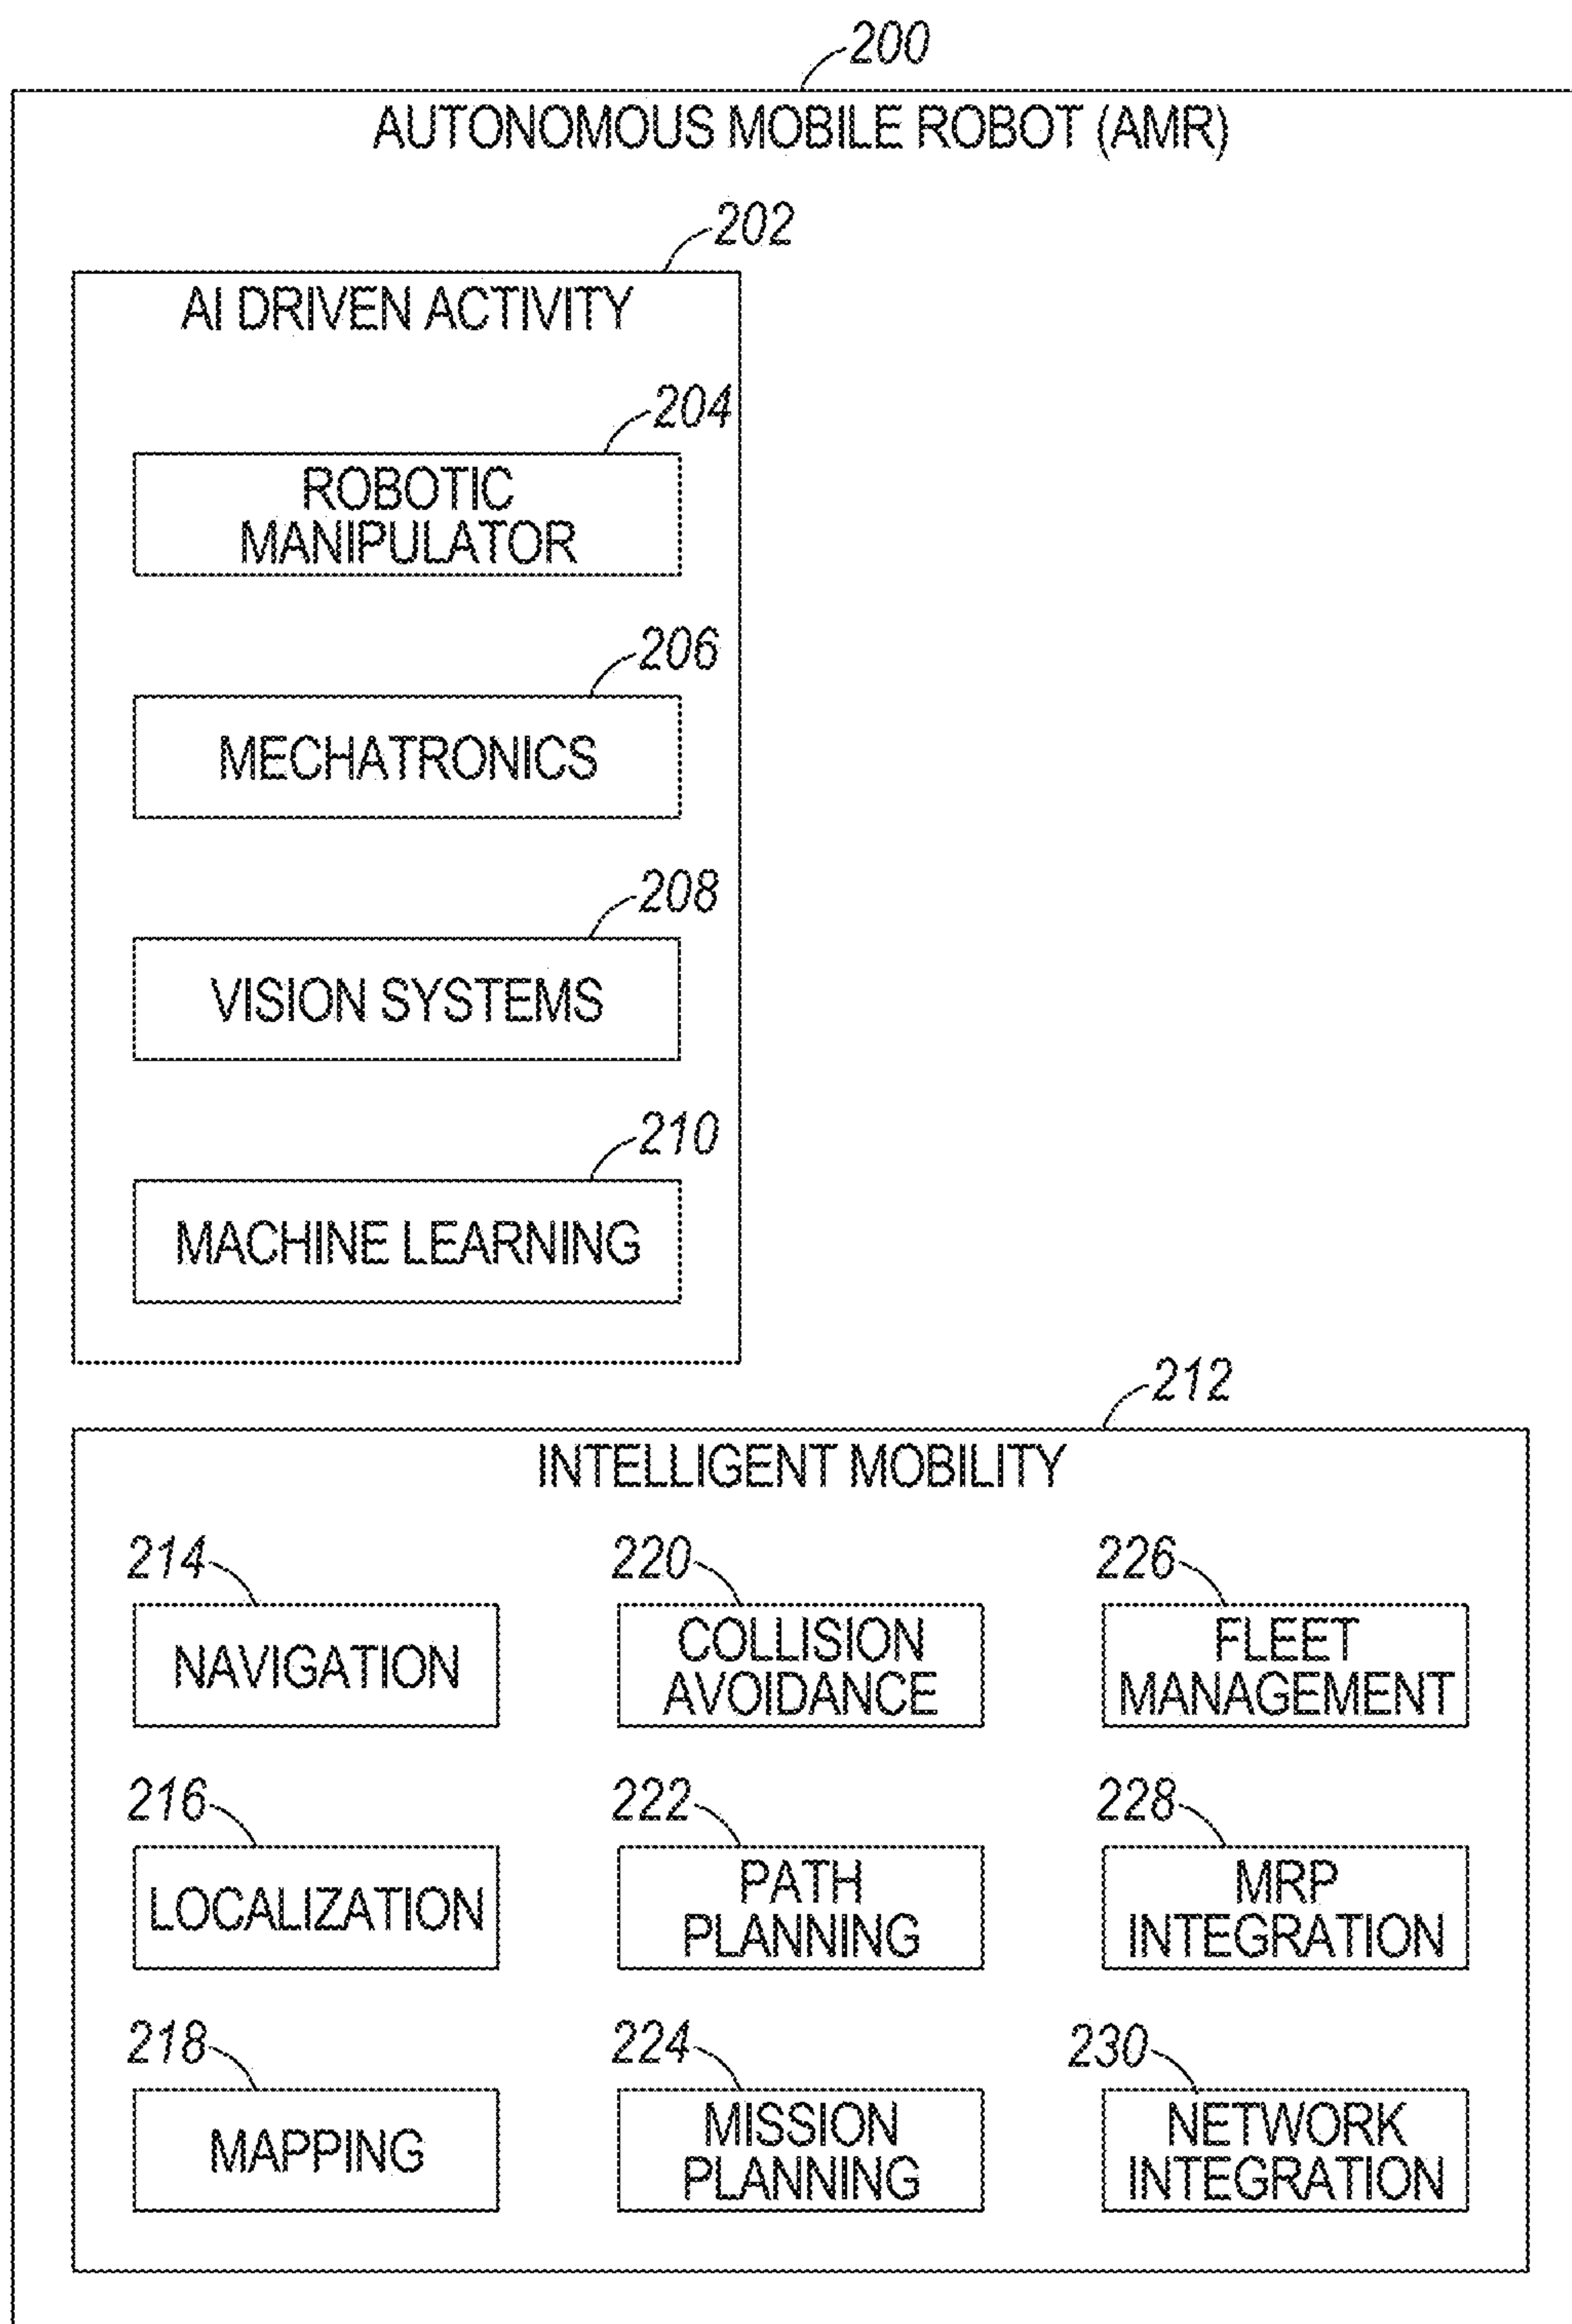 200
AUTONOMOUS MOBILE ROBOT (AMR)
202
AI DRIVEN ACTIVITY
204
ROBOTIC
MANIPULATOR
206
MECHATRONICS
208
VISION SYSTEMS
210
MACHINE LEARNING
212
INTELLIGENT MOBILITY
214
NAVIGATION
220
COLLISION
AVOIDANCE
226
FLEET
MANAGEMENT
216
LOCALIZATION
222
PATH
PLANNING
228
MRP
INTEGRATION
218
MAPPING
224
MISSION
PLANNING
230
NETWORK
INTEGRATION